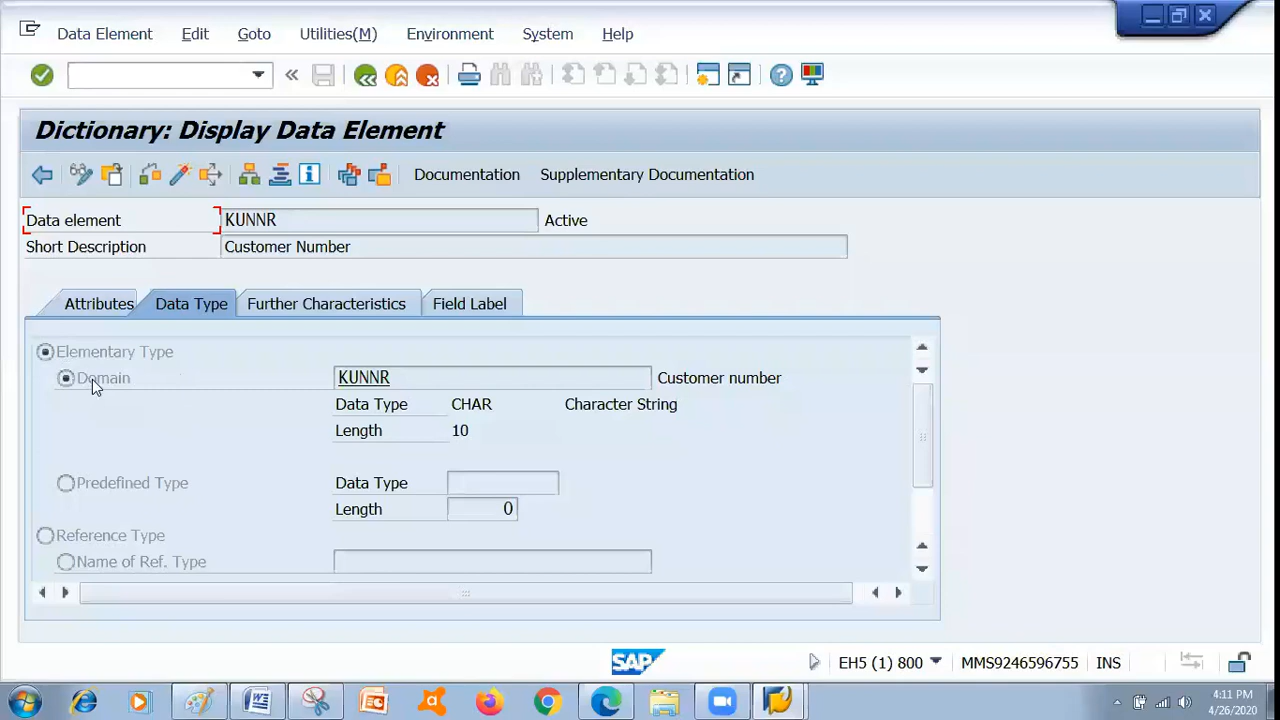 Data Element Edit Goto Utilities(M) Environment System Help
Dictionary: Display Data Element
Documentation Supplementary Documentation
Data element KUNNR Active
Short Description Customer Number
Attributes Data Type Further Characteristics Field Label
Elementary Type
Domain KUNNR Customer number
Data Type CHAR Character String
Length 10
Predefined Type Data Type
Length 0
Reference Type
Name of Ref. Type
SAP EH5 (1) 800 MMS9246596755 INS
4:11 PM
4/26/2020